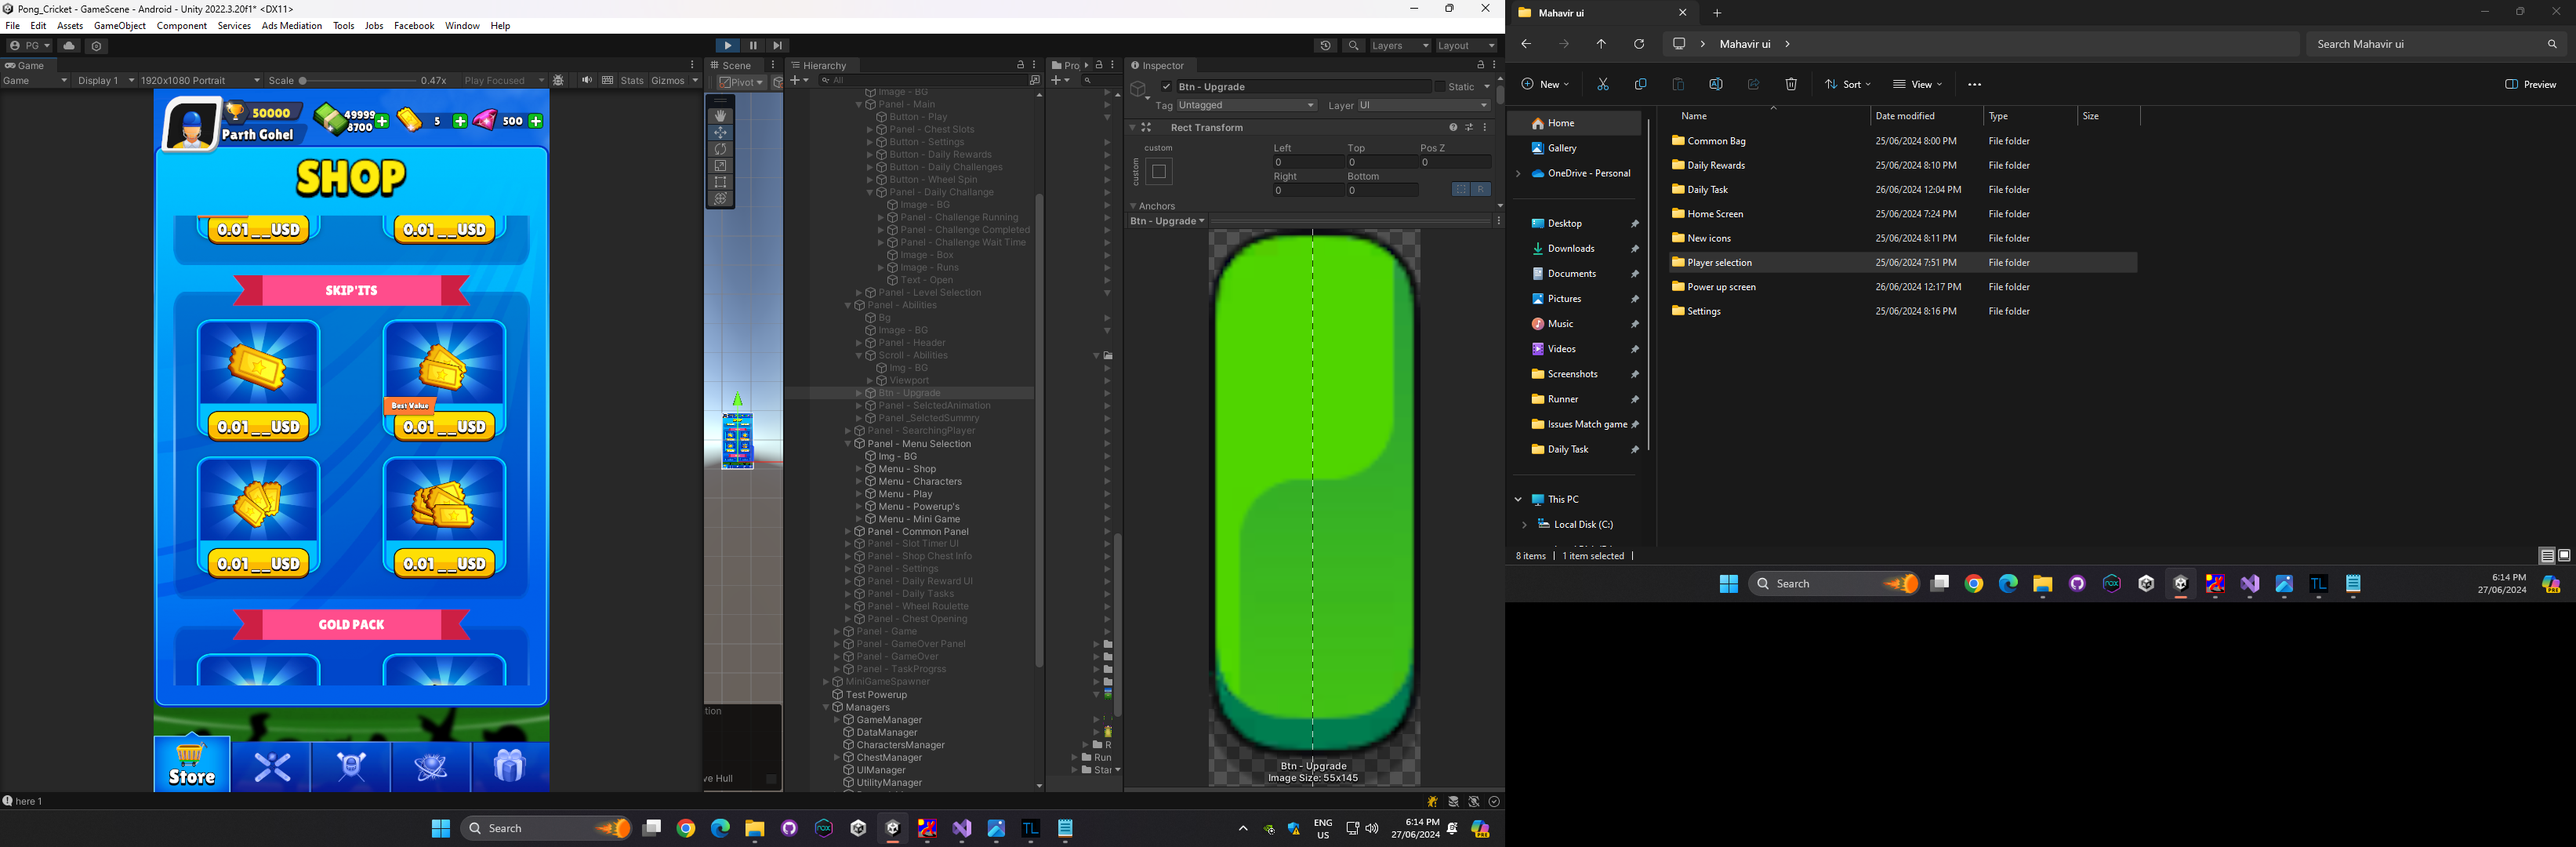 Pong_Cricket - GameScene - Android - Unity 2022.3.20f1* <DX11>
File Edit Assets GameObject Component Services Ads Mediation Tools Jobs Facebook Window Help
PG Layers Layout
Game
Game Display 1 1920x1080 Portrait Scale 0.47x Play Focused Stats Gizmos
50000
Parth Gohel
49999
8700
5
500
SHOP
0.01__USD 0.01__USD
SKIP'ITS
Best Value
0.01__USD 0.01__USD
0.01__USD 0.01__USD
GOLD PACK
Store
here 1
Scene
Pivot
tion
ve Hull
Hierarchy
All
Image - BG
Panel - Main
Button - Play
Panel - Chest Slots
Button - Settings
Button - Daily Rewards
Button - Daily Challenges
Button - Wheel Spin
Panel - Daily Challange
Image - BG
Panel - Challenge Running
Panel - Challenge Completed
Panel - Challenge Wait Time
Image - Box
Image - Runs
Text - Open
Panel - Level Selection
Panel - Abilities
Bg
Image - BG
Panel - Header
Scroll - Abilities
Img - BG
Viewport
Btn - Upgrade
Panel - SelctedAnimation
Panel _SelctedSummry
Panel - SearchingPlayer
Panel - Menu Selection
Img - BG
Menu - Shop
Menu - Characters
Menu - Play
Menu - Powerup's
Menu - Mini Game
Panel - Common Panel
Panel - Slot Timer UI
Panel - Shop Chest Info
Panel - Settings
Panel - Daily Reward UI
Panel - Daily Tasks
Panel - Wheel Roulette
Panel - Chest Opening
Panel - Game
Panel - GameOver Panel
Panel - GameOver
Panel - TaskProgrss
MiniGameSpawner
Test Powerup
Managers
GameManager
DataManager
CharactersManager
ChestManager
UIManager
UtilityManager
Proj
R
Run
Star
Inspector
Btn - Upgrade Static
Tag Untagged Layer UI
Rect Transform
custom Left Top Pos Z
custom 0 0 0
Right Bottom
0 0 R
Anchors
Btn - Upgrade
Btn - Upgrade
Image Size: 55x145
Search
ENG
US
6:14 PM
27/06/2024
Mahavir ui
Mahavir ui Search Mahavir ui
New Sort View Preview
Name Date modified Type Size
Common Bag 25/06/2024 8:00 PM File folder
Daily Rewards 25/06/2024 8:10 PM File folder
Daily Task 26/06/2024 12:04 PM File folder
Home Screen 25/06/2024 7:24 PM File folder
New icons 25/06/2024 8:11 PM File folder
Player selection 25/06/2024 7:51 PM File folder
Power up screen 26/06/2024 12:17 PM File folder
Settings 25/06/2024 8:16 PM File folder
Home
Gallery
OneDrive - Personal
Desktop
Downloads
Documents
Pictures
Music
Videos
Screenshots
Runner
Issues Match game
Daily Task
This PC
Local Disk (C:)
8 items 1 item selected
Search
6:14 PM
27/06/2024